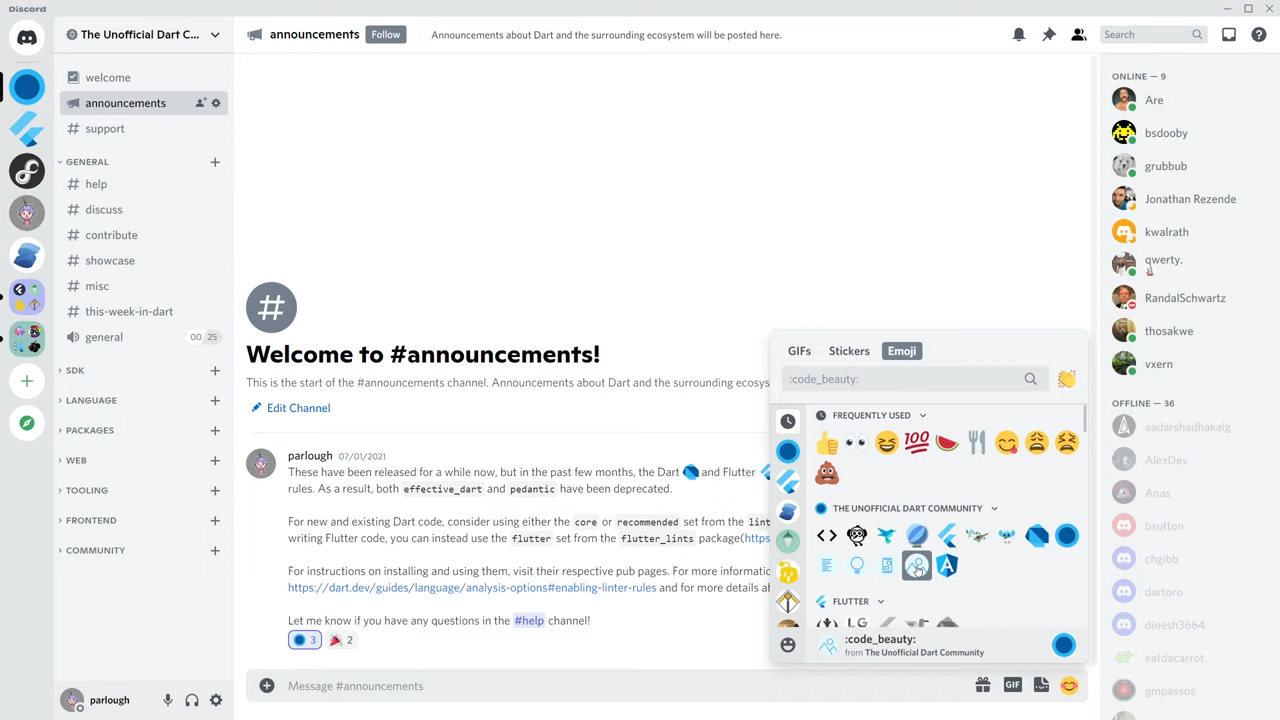 Discord
The Unofficial Dart C...
welcome
announcements
support
GENERAL
help
discuss
contribute
showcase
misc
this-week-in-dart
general 00 25
SDK
LANGUAGE
PACKAGES
WEB
TOOLING
FRONTEND
COMMUNITY
parlough
announcements Follow Announcements about Dart and the surrounding ecosystem will be posted here.
Search
Welcome to #announcements!
This is the start of the #announcements channel. Announcements about Dart and the surrounding ecosys
Edit Channel
parlough 07/01/2021
These have been released for a while now, but in the past few months, the Dart and Flutter
rules. As a result, both effective_dart and pedantic have been deprecated.
For new and existing Dart code, consider using either the core or recommended set from the lint
writing Flutter code, you can instead use the flutter set from the flutter_lints package(https
For instructions on installing and using them, visit their respective pub pages. For more informatio
https://dart.dev/guides/language/analysis-options#enabling-linter-rules and for more details ab
Let me know if you have any questions in the #help channel!
3 2
Message #announcements
GIF
GIFs Stickers Emoji
:code_beauty:
FREQUENTLY USED
100
THE UNOFFICIAL DART COMMUNITY
FLUTTER
LG
:code_beauty:
from The Unofficial Dart Community
ONLINE — 9
Are
bsdooby
grubbub
Jonathan Rezende
kwalrath
qwerty.
RandalSchwartz
thosakwe
vxern
OFFLINE — 36
aadarshadhakalg
AlexDev
Anas
bsutton
chgibb
dartoro
dinesh3664
eatdacarrot
gmpassos